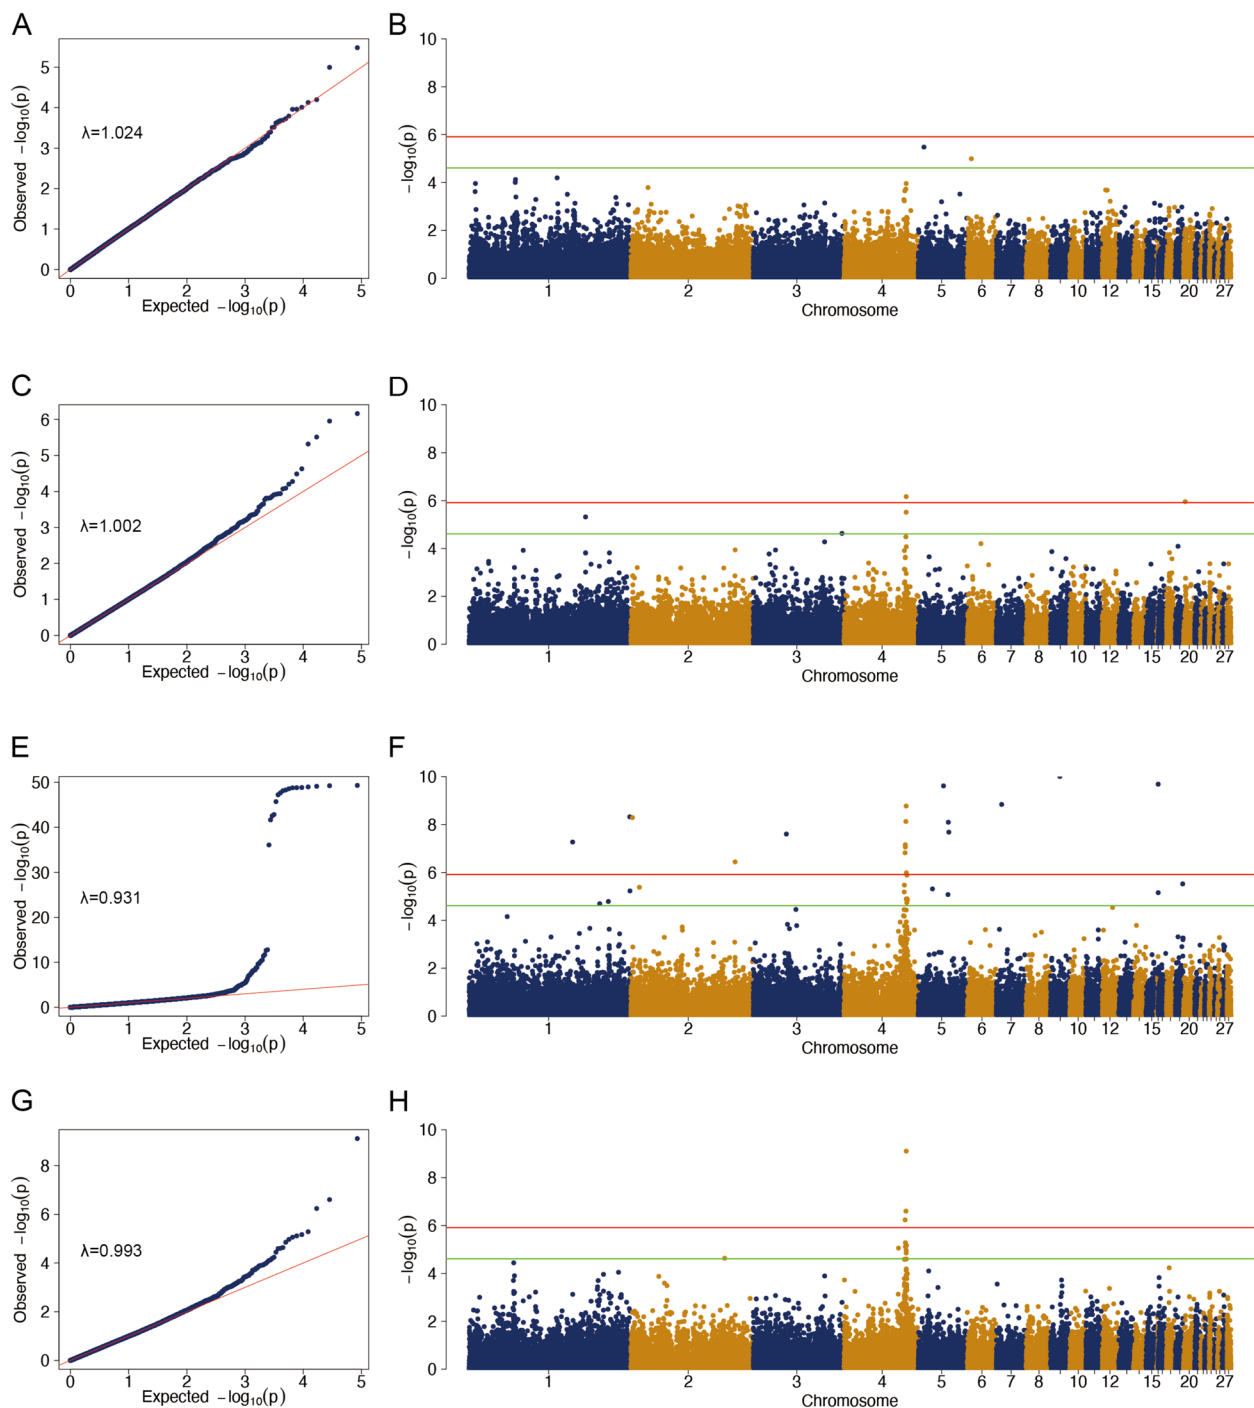 A
Observed −log10(p)
5
4
3
2
1
0
λ=1.024
0 1 2 3 4 5
Expected −log10(p)
B
−log10(p)
10
8
6
4
2
0
1 2 3 4 5 6 7 8 10 12 15 20 27
Chromosome
C
Observed −log10(p)
6
5
4
3
2
1
0
λ=1.002
0 1 2 3 4 5
Expected −log10(p)
D
−log10(p)
10
8
6
4
2
0
1 2 3 4 5 6 7 8 10 12 15 20 27
Chromosome
E
Observed −log10(p)
50
40
30
20
10
0
λ=0.931
0 1 2 3 4 5
Expected −log10(p)
F
−log10(p)
10
8
6
4
2
0
1 2 3 4 5 6 7 8 10 12 15 20 27
Chromosome
G
Observed −log10(p)
8
6
4
2
0
λ=0.993
0 1 2 3 4 5
Expected −log10(p)
H
−log10(p)
10
8
6
4
2
0
1 2 3 4 5 6 7 8 10 12 15 20 27
Chromosome